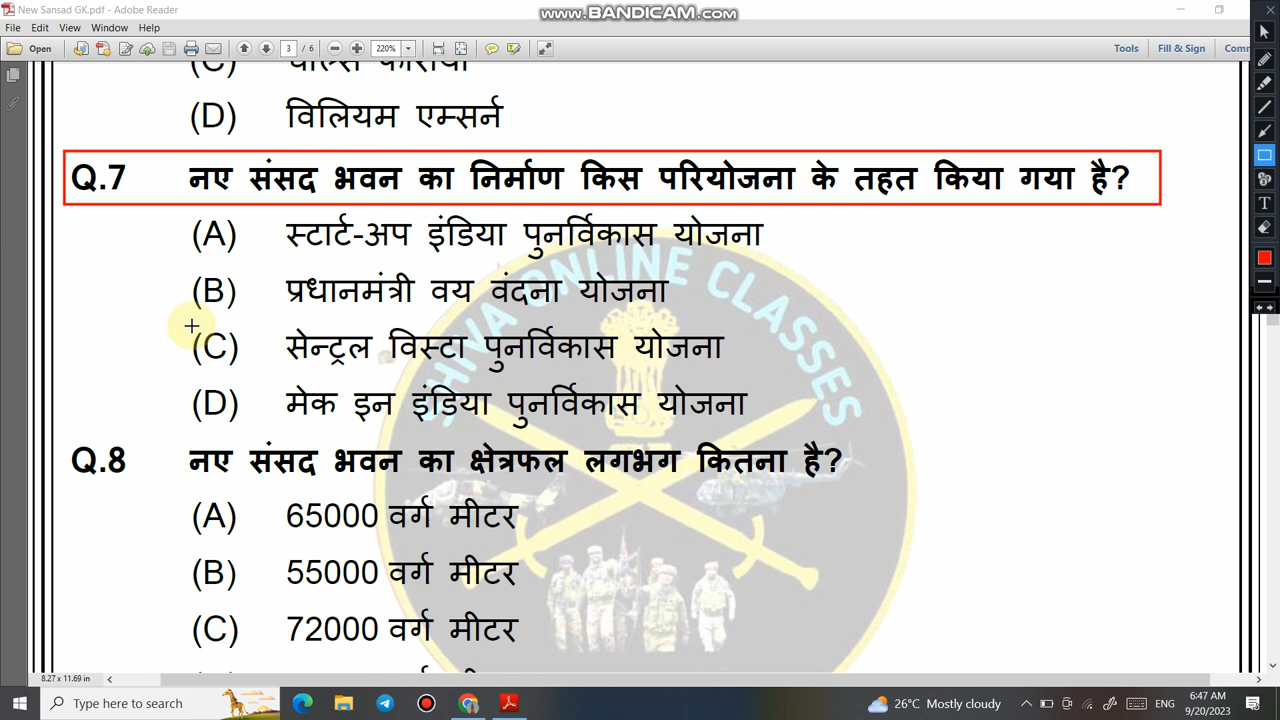 New Sansad GK.pdf - Adobe Reader
www.BANDICAM.com
File Edit View Window Help
Open 3 / 6 220% Tools Fill & Sign
(D) विलियम एम्सर्न
Q.7 नए संसद भवन का निर्माण किस परियोजना के तहत किया गया है?
(A) स्टार्ट-अप इंडिया पुनर्विकास योजना
(B) प्रधानमंत्री वय वंदना योजना
(C) सेन्ट्रल विस्टा पुनर्विकास योजना
(D) मेक इन इंडिया पुनर्विकास योजना
Q.8 नए संसद भवन का क्षेत्रफल लगभग कितना है?
(A) 65000 वर्ग मीटर
(B) 55000 वर्ग मीटर
(C) 72000 वर्ग मीटर
SHIVA ONLINE CLASSES
8.27 x 11.69 in
Type here to search
26°C Mostly cloudy
ENG
6:47 AM
9/20/2023